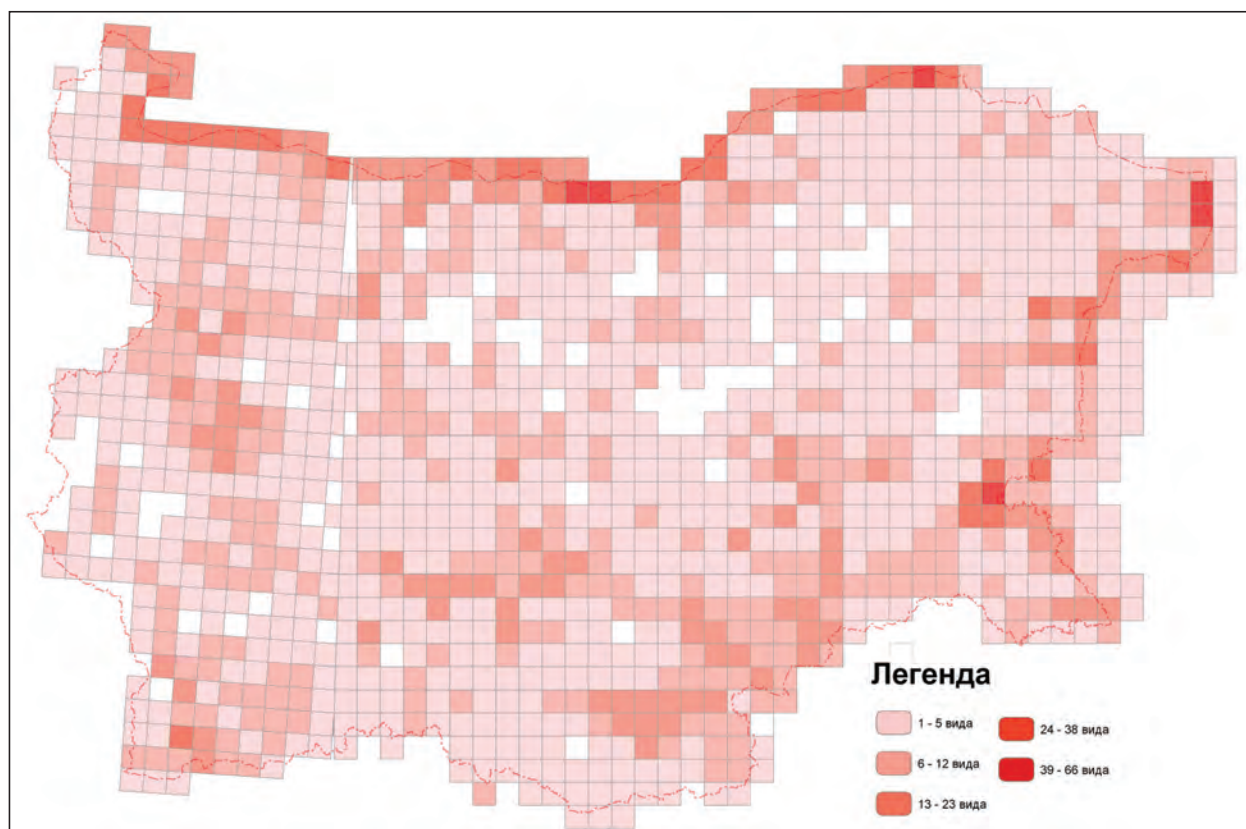 Легенда
1 - 5 вида
6 - 12 вида
13 - 23 вида
24 - 38 вида
39 - 66 вида